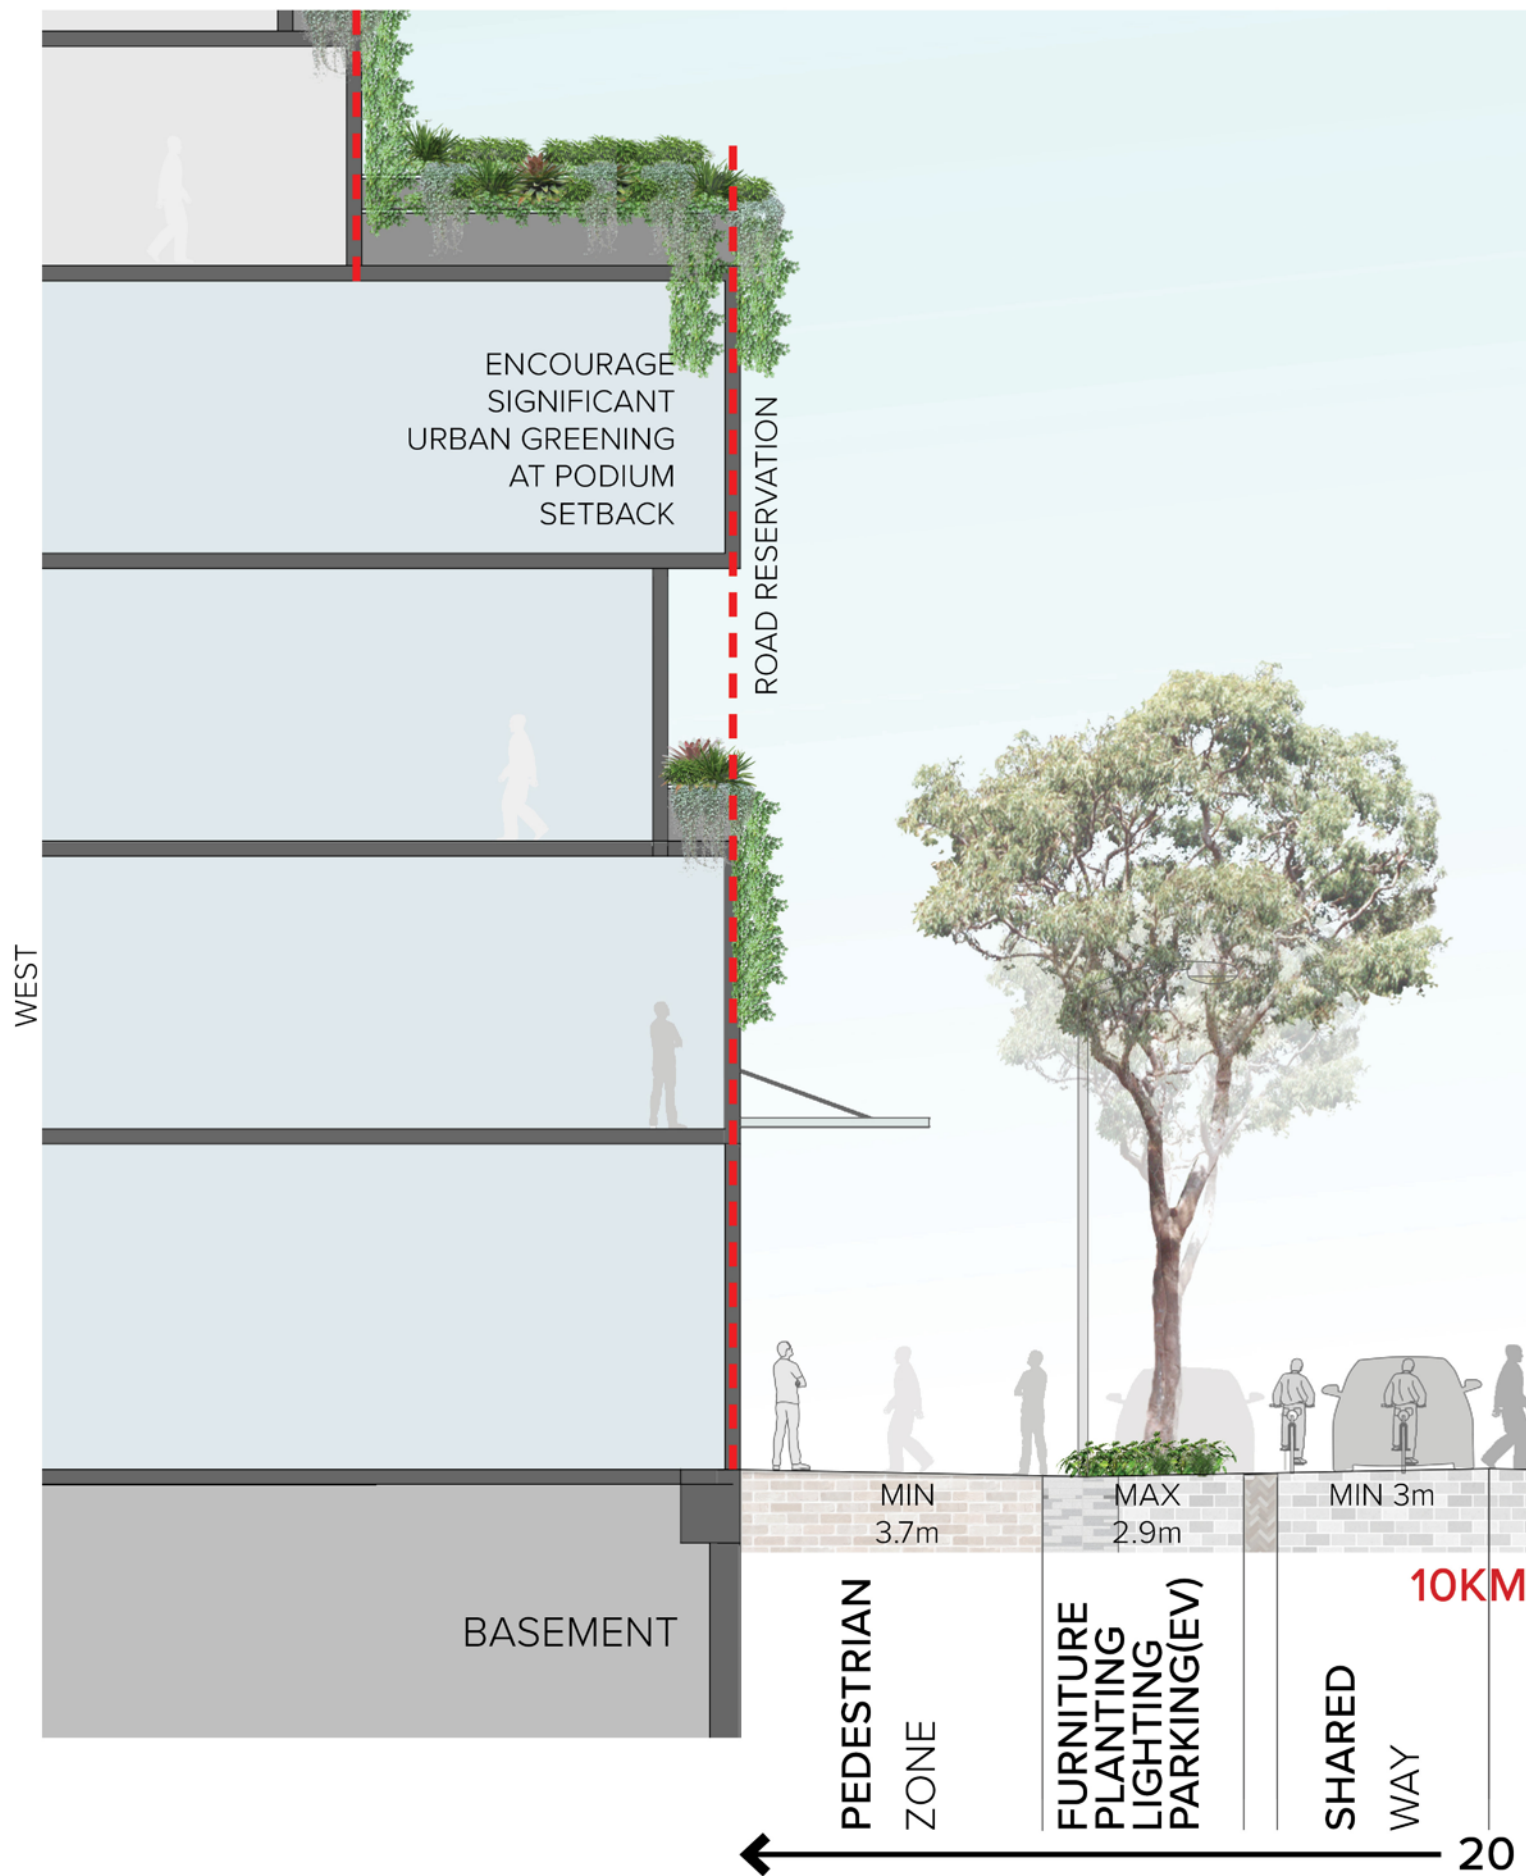 ENCOURAGE
SIGNIFICANT
URBAN GREENING
AT PODIUM
SETBACK
ROAD RESERVATION
WEST
MIN
3.7m
MAX
2.9m
MIN 3m
10KM
BASEMENT
PEDESTRIAN
ZONE
FURNITURE
PLANTING
LIGHTING
PARKING(EV)
SHARED
WAY
20